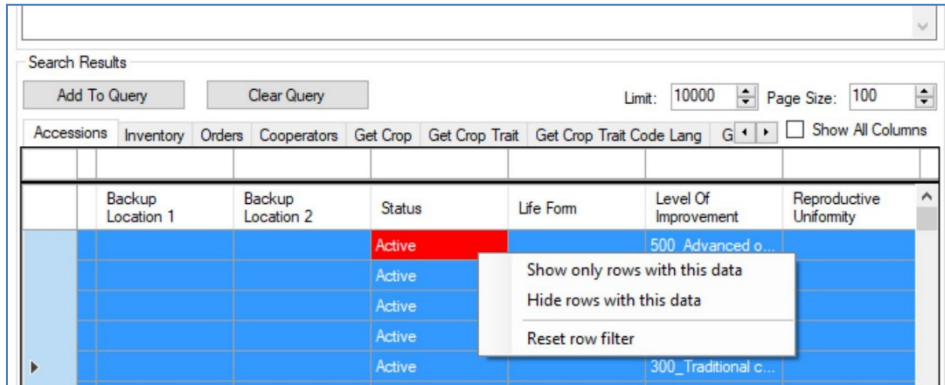 Search Results
Add To Query Clear Query Limit: 10000 Page Size: 100
Accessions Inventory Orders Cooperators Get Crop Get Crop Trait Get Crop Trait Code Lang G Show All Columns
Backup Location 1 Backup Location 2 Status Life Form Level Of Improvement Reproductive Uniformity
Active 500_Advanced o...
Active Show only rows with this data
Active Hide rows with this data
Active Reset row filter
Active 300_Traditional c...